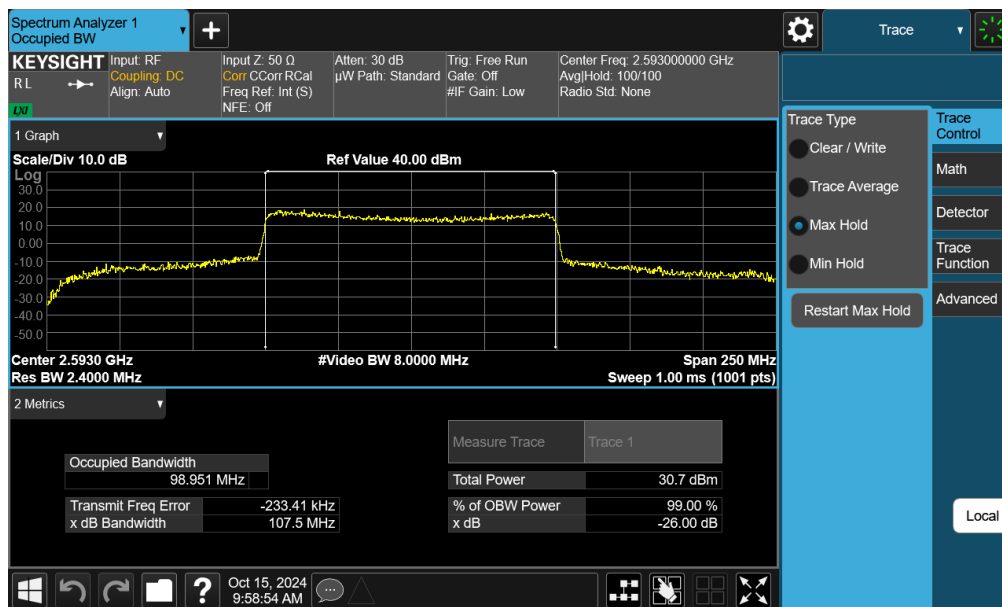 Spectrum Analyzer 1
Occupied BW
+
Trace
KEYSIGHT
R L
LXI
Input: RF
Coupling: DC
Align: Auto
Input Z: 50 Ω
Corr CCorr RCal
Freq Ref: Int (S)
NFE: Off
Atten: 30 dB
µW Path: Standard
Trig: Free Run
Gate: Off
#IF Gain: Low
Center Freq: 2.593000000 GHz
Avg|Hold: 100/100
Radio Std: None
1 Graph
Scale/Div 10.0 dB
Ref Value 40.00 dBm
Log
30.0
20.0
10.0
0.00
-10.0
-20.0
-30.0
-40.0
-50.0
Center 2.5930 GHz
#Video BW 8.0000 MHz
Span 250 MHz
Res BW 2.4000 MHz
Sweep 1.00 ms (1001 pts)
2 Metrics
Measure Trace
Trace 1
Occupied Bandwidth
98.951 MHz
Total Power
30.7 dBm
Transmit Freq Error
-233.41 kHz
% of OBW Power
99.00 %
x dB Bandwidth
107.5 MHz
x dB
-26.00 dB
Trace Type
Clear / Write
Trace Average
Max Hold
Min Hold
Restart Max Hold
Trace
Control
Math
Detector
Trace
Function
Advanced
Local
?
Oct 15, 2024
9:58:54 AM